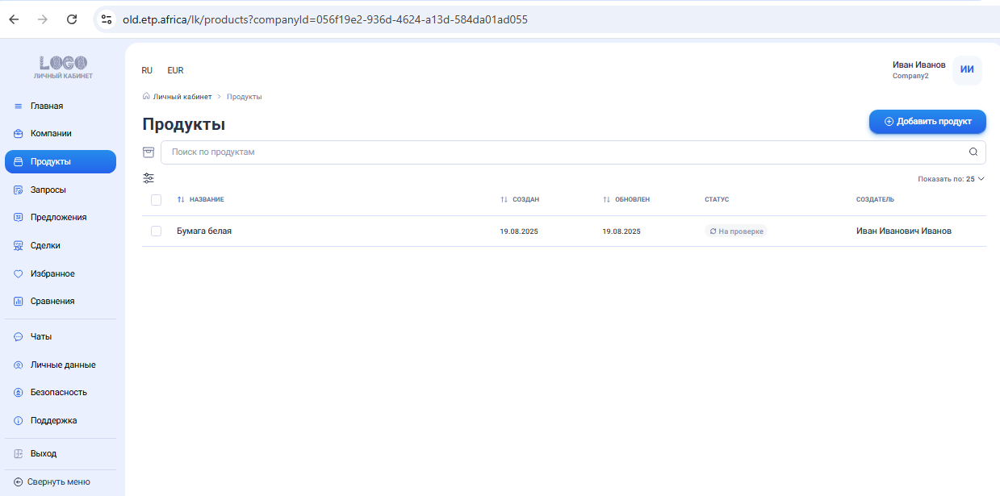 old.etp.africa/lk/products?companyId=056f19e2-936d-4624-a13d-584da01ad055
LOGO
ЛИЧНЫЙ КАБИНЕТ
Главная
Компании
Продукты
Запросы
Предложения
Сделки
Избранное
Сравнения
Чаты
Личные данные
Безопасность
Поддержка
Выход
Свернуть меню
RU EUR
Иван Иванов
Company2
ИИ
Личный кабинет > Продукты
Продукты
Добавить продукт
Поиск по продуктам
Показать по: 25
НАЗВАНИЕ СОЗДАН ОБНОВЛЕН СТАТУС СОЗДАТЕЛЬ
Бумага белая 19.08.2025 19.08.2025 На проверке Иван Иванович Иванов